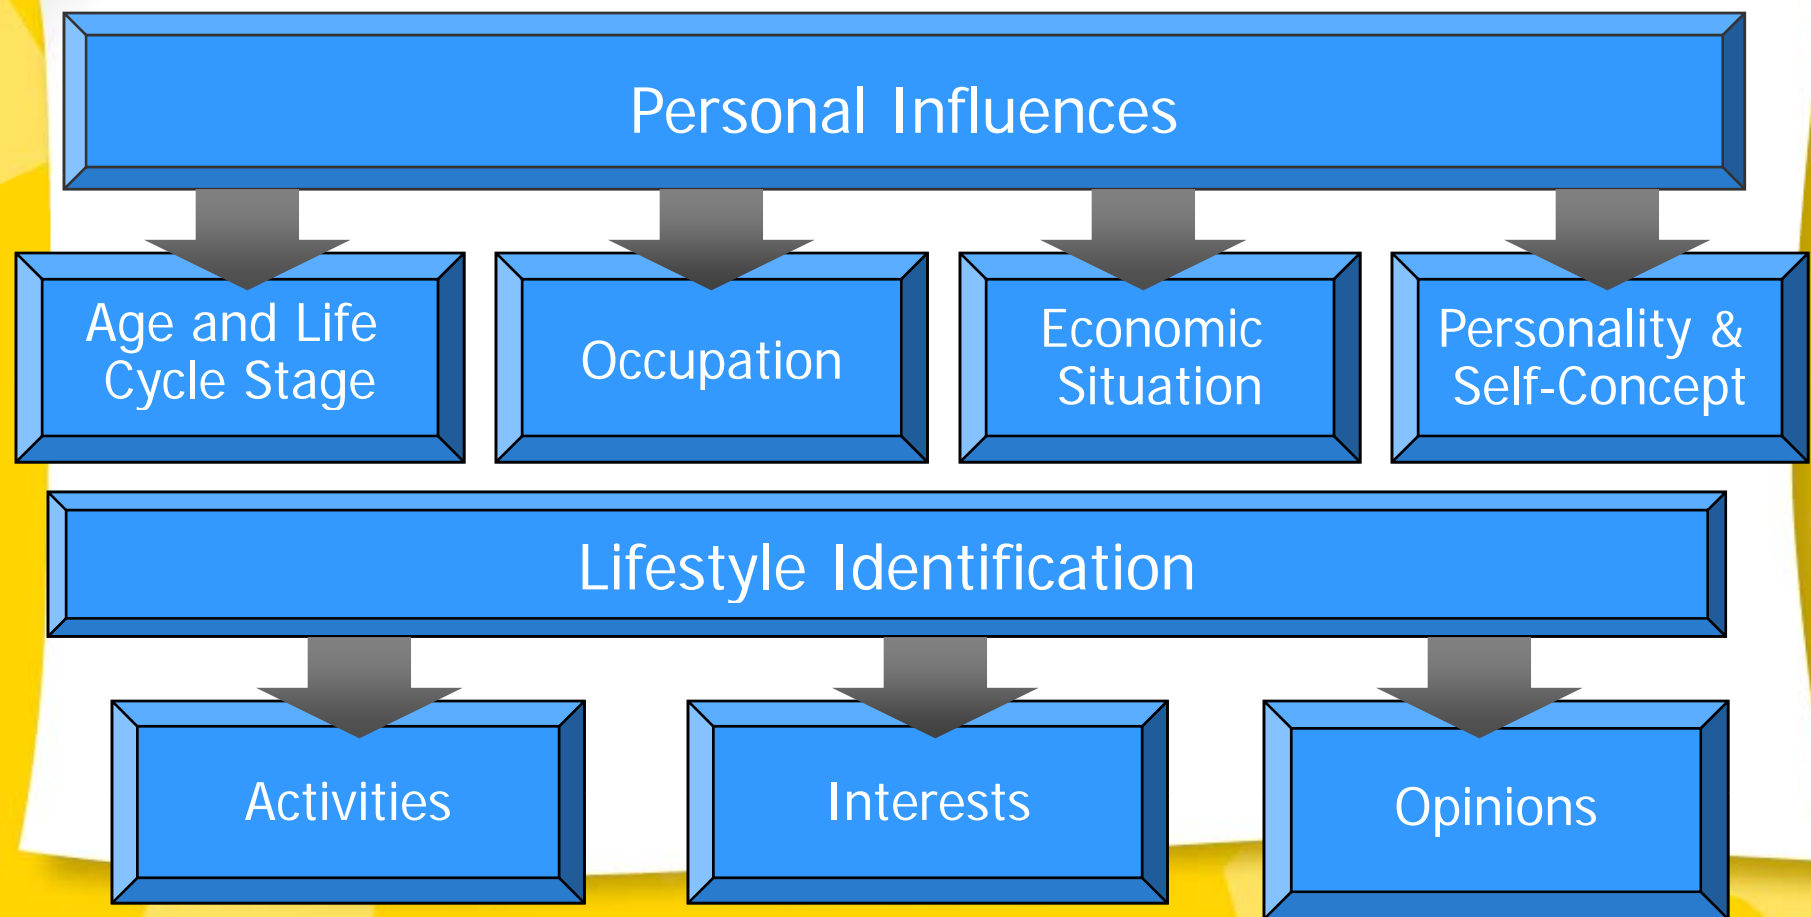 Personal Influences
Age and Life
Cycle Stage
Occupation
Economic
Situation
Personality &
Self-Concept
Lifestyle Identification
Activities
Interests
Opinions